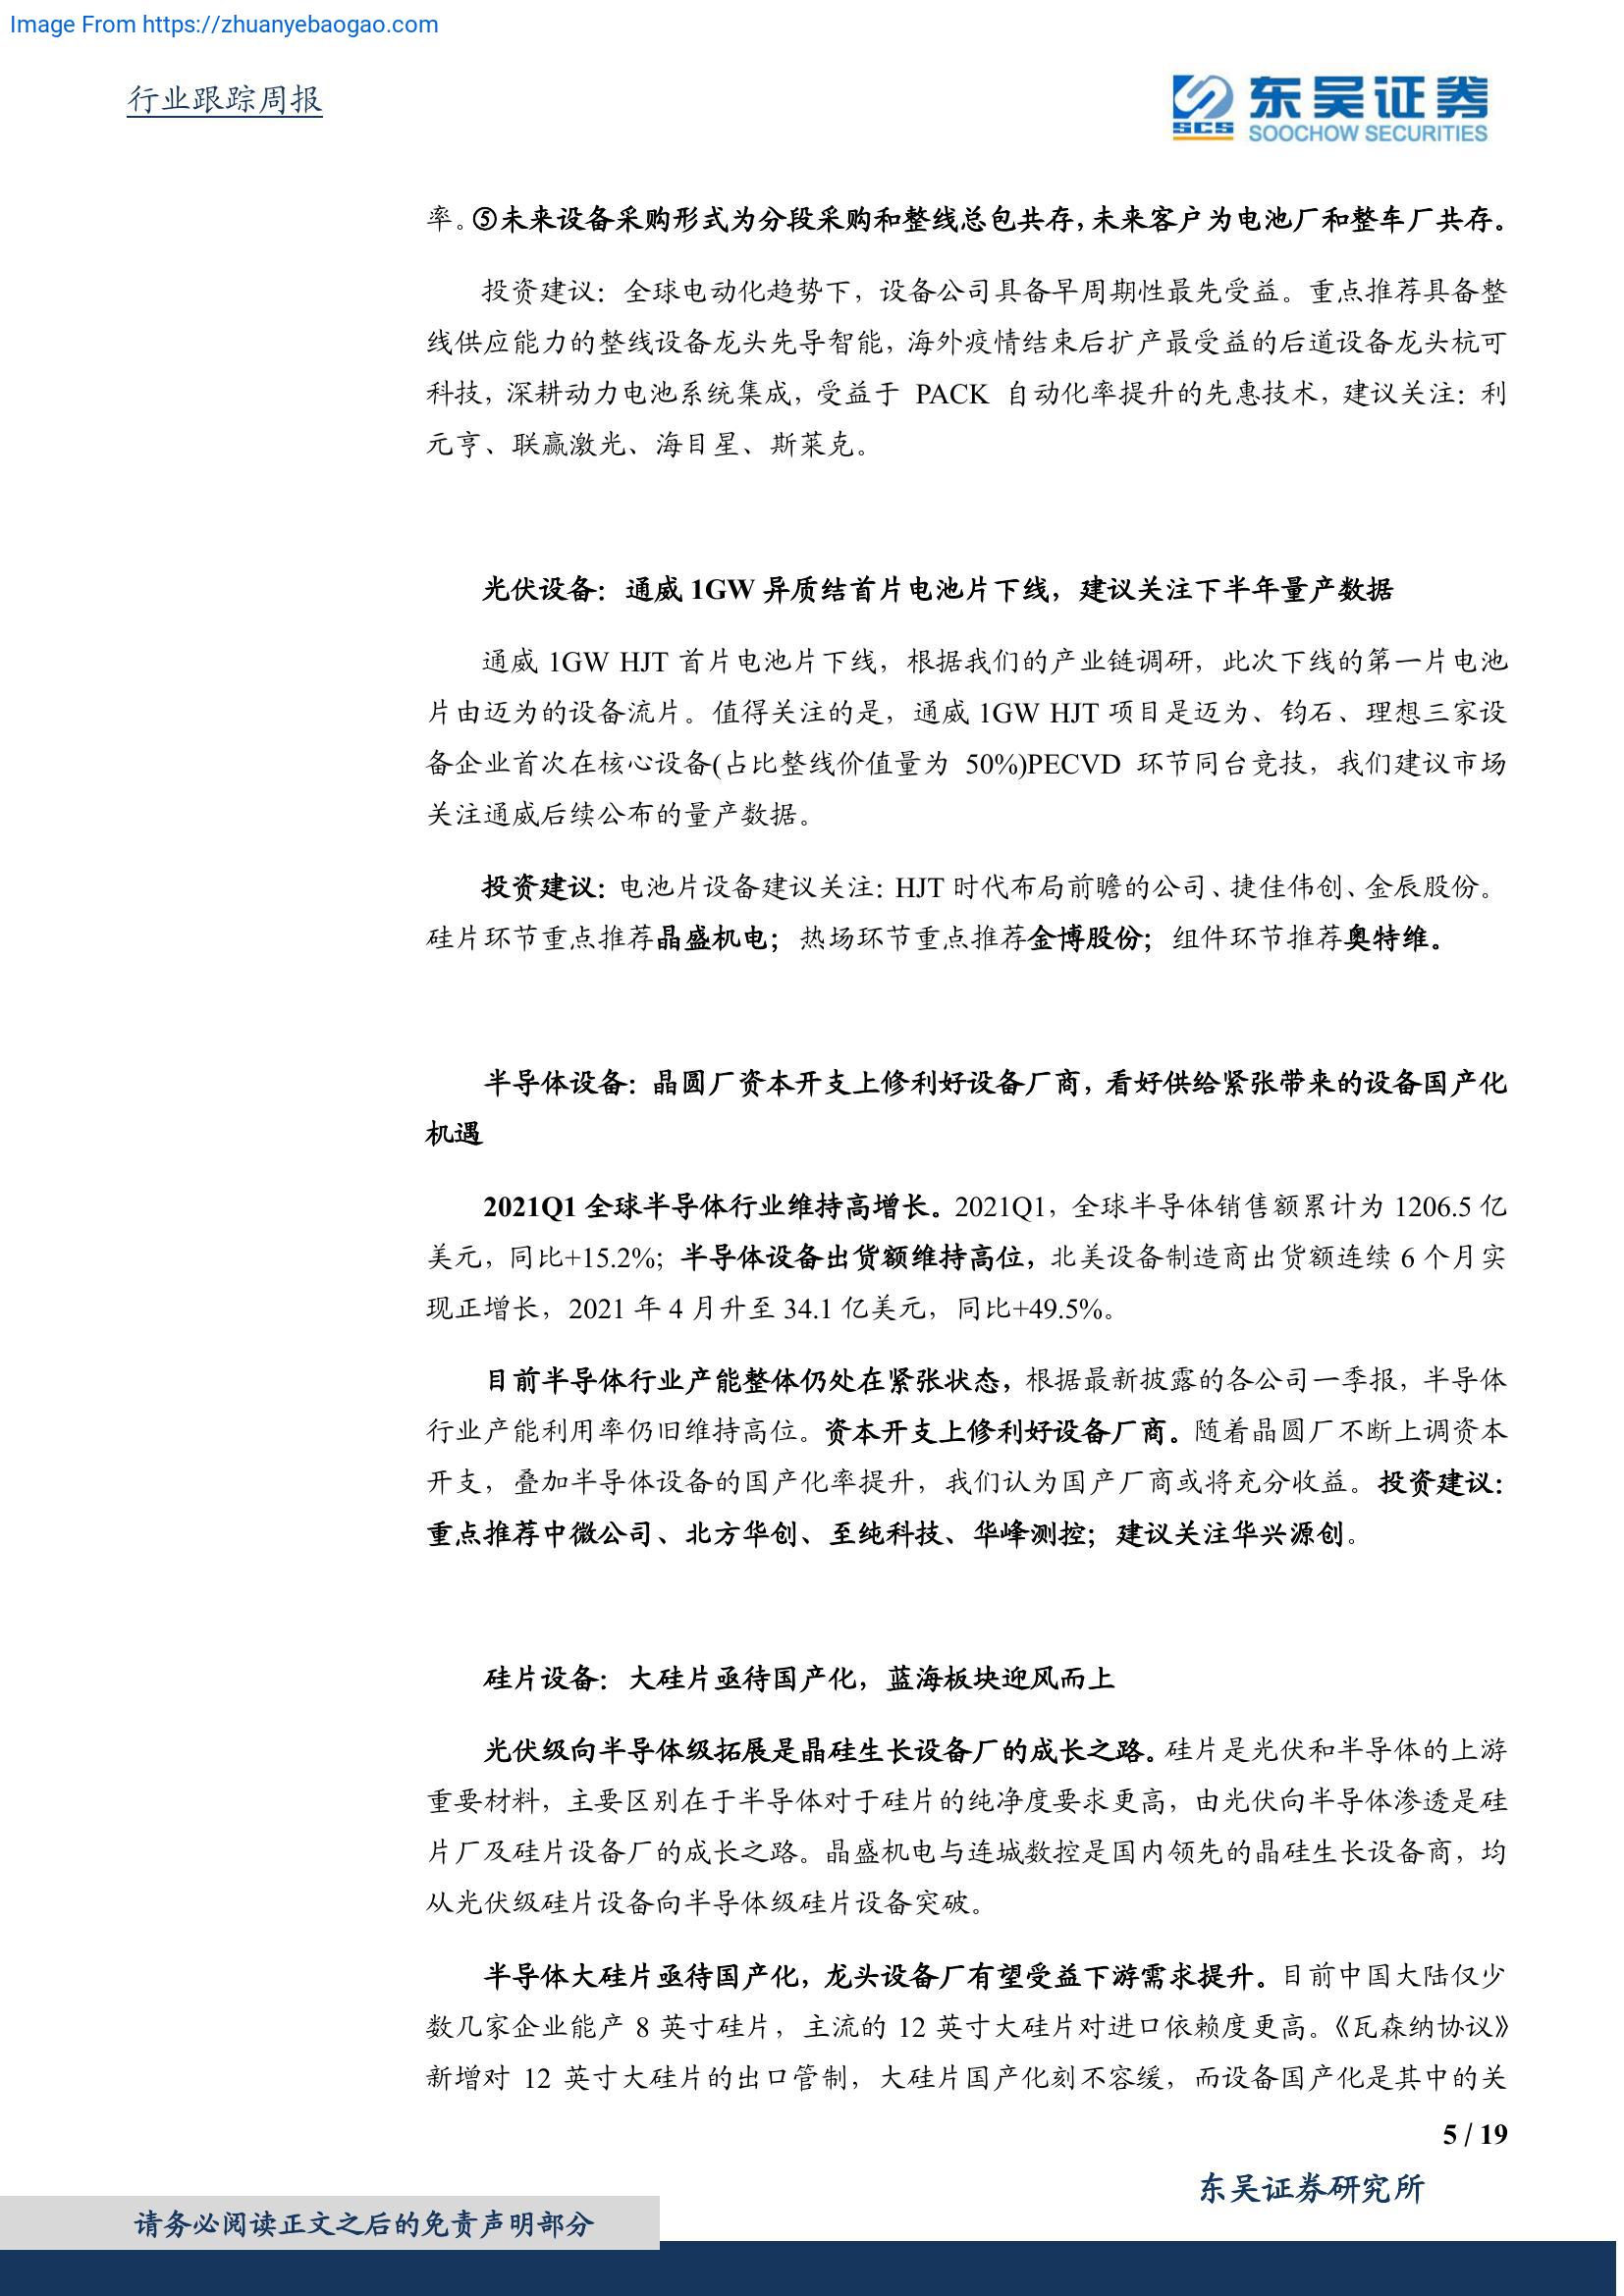 Image From https://zhuanyebaogao.com
行业跟踪周报
SCS 东吴证券
SOOCHOW SECURITIES
率。⑤未来设备采购形式为分段采购和整线总包共存，未来客户为电池厂和整车厂共存。
投资建议：全球电动化趋势下，设备公司具备早周期性最先受益。重点推荐具备整
线供应能力的整线设备龙头先导智能，海外疫情结束后扩产最受益的后道设备龙头杭可
科技，深耕动力电池系统集成，受益于 PACK 自动化率提升的先惠技术，建议关注：利
元亨、联赢激光、海目星、斯莱克。
光伏设备：通威 1GW 异质结首片电池片下线，建议关注下半年量产数据
通威 1GW HJT 首片电池片下线，根据我们的产业链调研，此次下线的第一片电池
片由迈为的设备流片。值得关注的是，通威 1GW HJT 项目是迈为、钧石、理想三家设
备企业首次在核心设备(占比整线价值量为 50%)PECVD 环节同台竞技，我们建议市场
关注通威后续公布的量产数据。
投资建议：电池片设备建议关注：HJT 时代布局前瞻的公司、捷佳伟创、金辰股份。
硅片环节重点推荐晶盛机电；热场环节重点推荐金博股份；组件环节推荐奥特维。
半导体设备：晶圆厂资本开支上修利好设备厂商，看好供给紧张带来的设备国产化
机遇
2021Q1 全球半导体行业维持高增长。2021Q1，全球半导体销售额累计为 1206.5 亿
美元，同比+15.2%；半导体设备出货额维持高位，北美设备制造商出货额连续 6 个月实
现正增长，2021 年 4 月升至 34.1 亿美元，同比+49.5%。
目前半导体行业产能整体仍处在紧张状态，根据最新披露的各公司一季报，半导体
行业产能利用率仍旧维持高位。资本开支上修利好设备厂商。随着晶圆厂不断上调资本
开支，叠加半导体设备的国产化率提升，我们认为国产厂商或将充分收益。投资建议：
重点推荐中微公司、北方华创、至纯科技、华峰测控；建议关注华兴源创。
硅片设备：大硅片亟待国产化，蓝海板块迎风而上
光伏级向半导体级拓展是晶硅生长设备厂的成长之路。硅片是光伏和半导体的上游
重要材料，主要区别在于半导体对于硅片的纯净度要求更高，由光伏向半导体渗透是硅
片厂及硅片设备厂的成长之路。晶盛机电与连城数控是国内领先的晶硅生长设备商，均
从光伏级硅片设备向半导体级硅片设备突破。
半导体大硅片亟待国产化，龙头设备厂有望受益下游需求提升。目前中国大陆仅少
数几家企业能产 8 英寸硅片，主流的 12 英寸大硅片对进口依赖度更高。《瓦森纳协议》
新增对 12 英寸大硅片的出口管制，大硅片国产化刻不容缓，而设备国产化是其中的关
5 / 19
东吴证券研究所
请务必阅读正文之后的免责声明部分